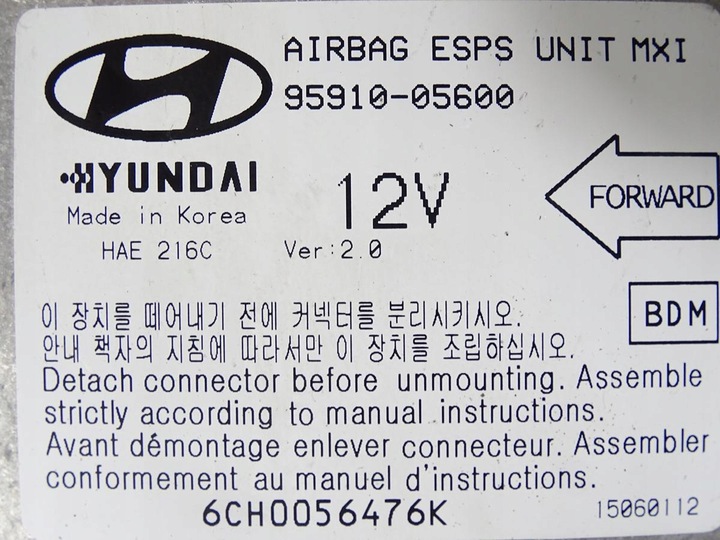 AIRBAG ESPS UNIT MXI
95910-05600
HYUNDAI
Made in Korea
HAE 216C
12V
Ver:2.0
FORWARD
BDM
이 장치를 떼어내기 전에 커넥터를 분리시키시오.
안내 책자의 지침에 따라서만 이 장치를 조립하십시오.
Detach connector before unmounting. Assemble
strictly according to manual instructions.
Avant démontage enlever connecteur. Assembler
conformement au manuel d'instructions.
6CH0056476K
15060112